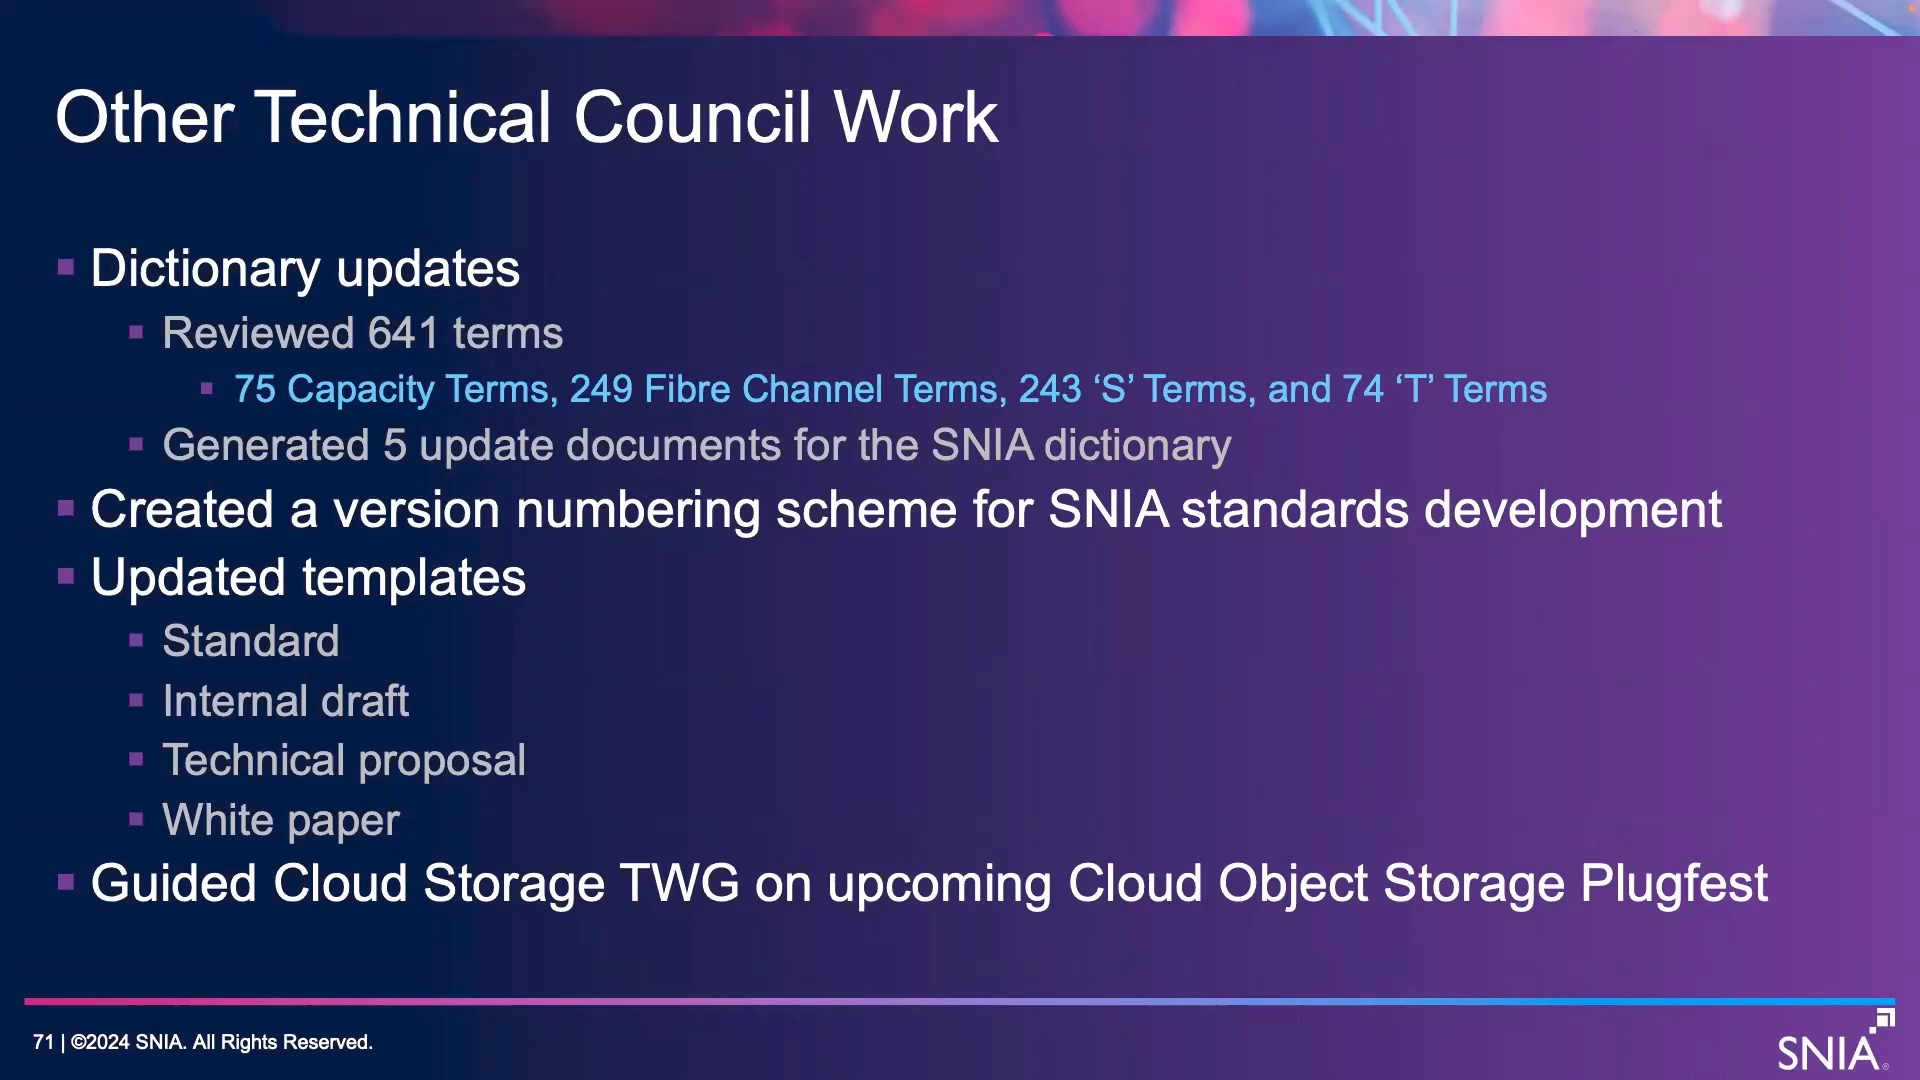 Other Technical Council Work
▪ Dictionary updates
▪ Reviewed 641 terms
▪ 75 Capacity Terms, 249 Fibre Channel Terms, 243 ‘S’ Terms, and 74 ‘T’ Terms
▪ Generated 5 update documents for the SNIA dictionary
▪ Created a version numbering scheme for SNIA standards development
▪ Updated templates
▪ Standard
▪ Internal draft
▪ Technical proposal
▪ White paper
▪ Guided Cloud Storage TWG on upcoming Cloud Object Storage Plugfest
71 | ©2024 SNIA. All Rights Reserved.
SNIA®